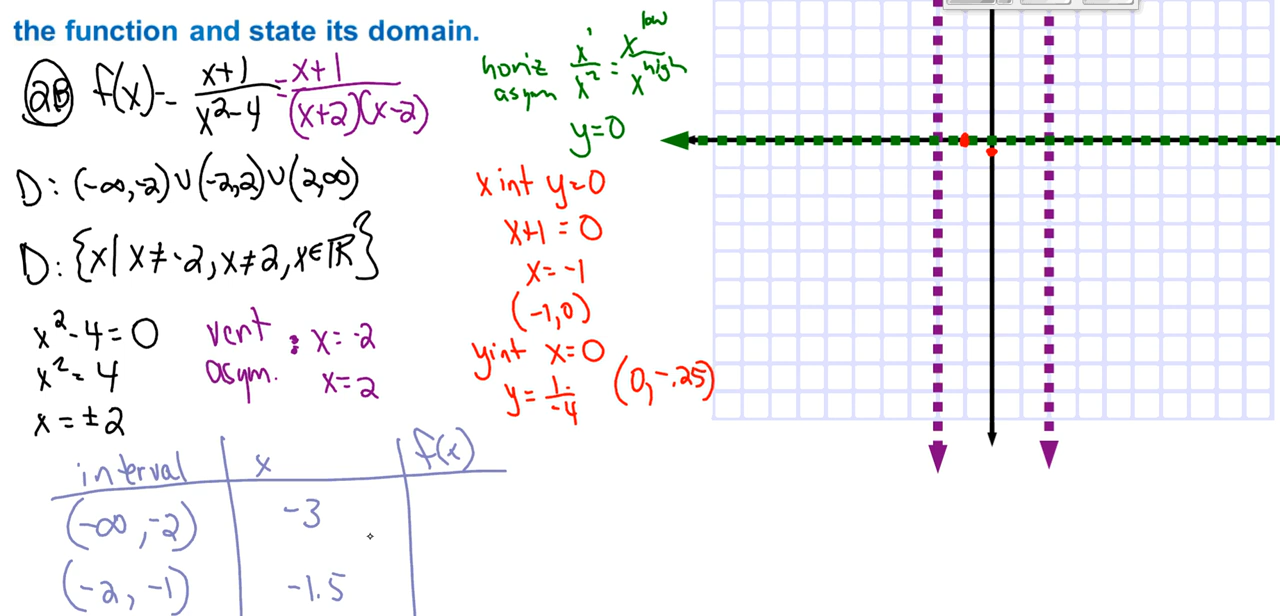 the function and state its domain.
2B f(x) = x+1 / x²-4 = x+1 / (x+2)(x-2)
D: (-∞,-2)∪(-2,2)∪(2,∞)
D: {x| x≠-2, x≠2, x∈ℝ}
x²-4=0
x²=4
x=±2
vert
asym. : x=-2
x=2
horiz
asym x¹/x² = x^low/x^high
y=0
x int y=0
x+1=0
x=-1
(-1,0)
y int x=0
y=1/-4 (0,-.25)
interval x f(x)
(-∞,-2) -3
(-2,-1) -1.5